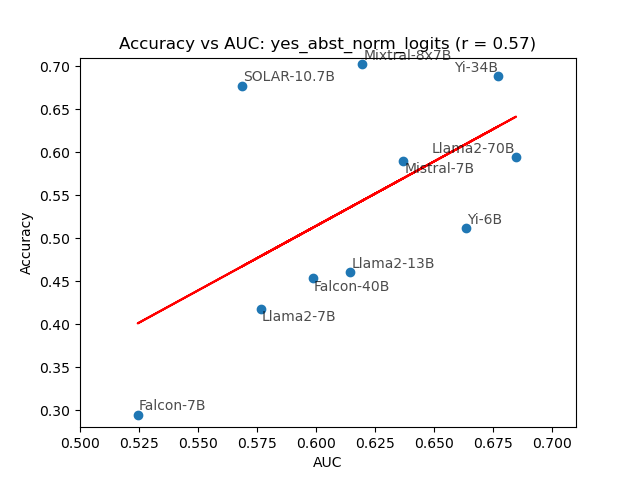 Accuracy vs AUC: yes_abst_norm_logits (r = 0.57)
Mixtral-8x7B
Yi-34B
SOLAR-10.7B
Llama2-70B
Mistral-7B
Yi-6B
Llama2-13B
Falcon-40B
Llama2-7B
Falcon-7B
Accuracy
0.70
0.65
0.60
0.55
0.50
0.45
0.40
0.35
0.30
0.500
0.525
0.550
0.575
0.600
0.625
0.650
0.675
0.700
AUC